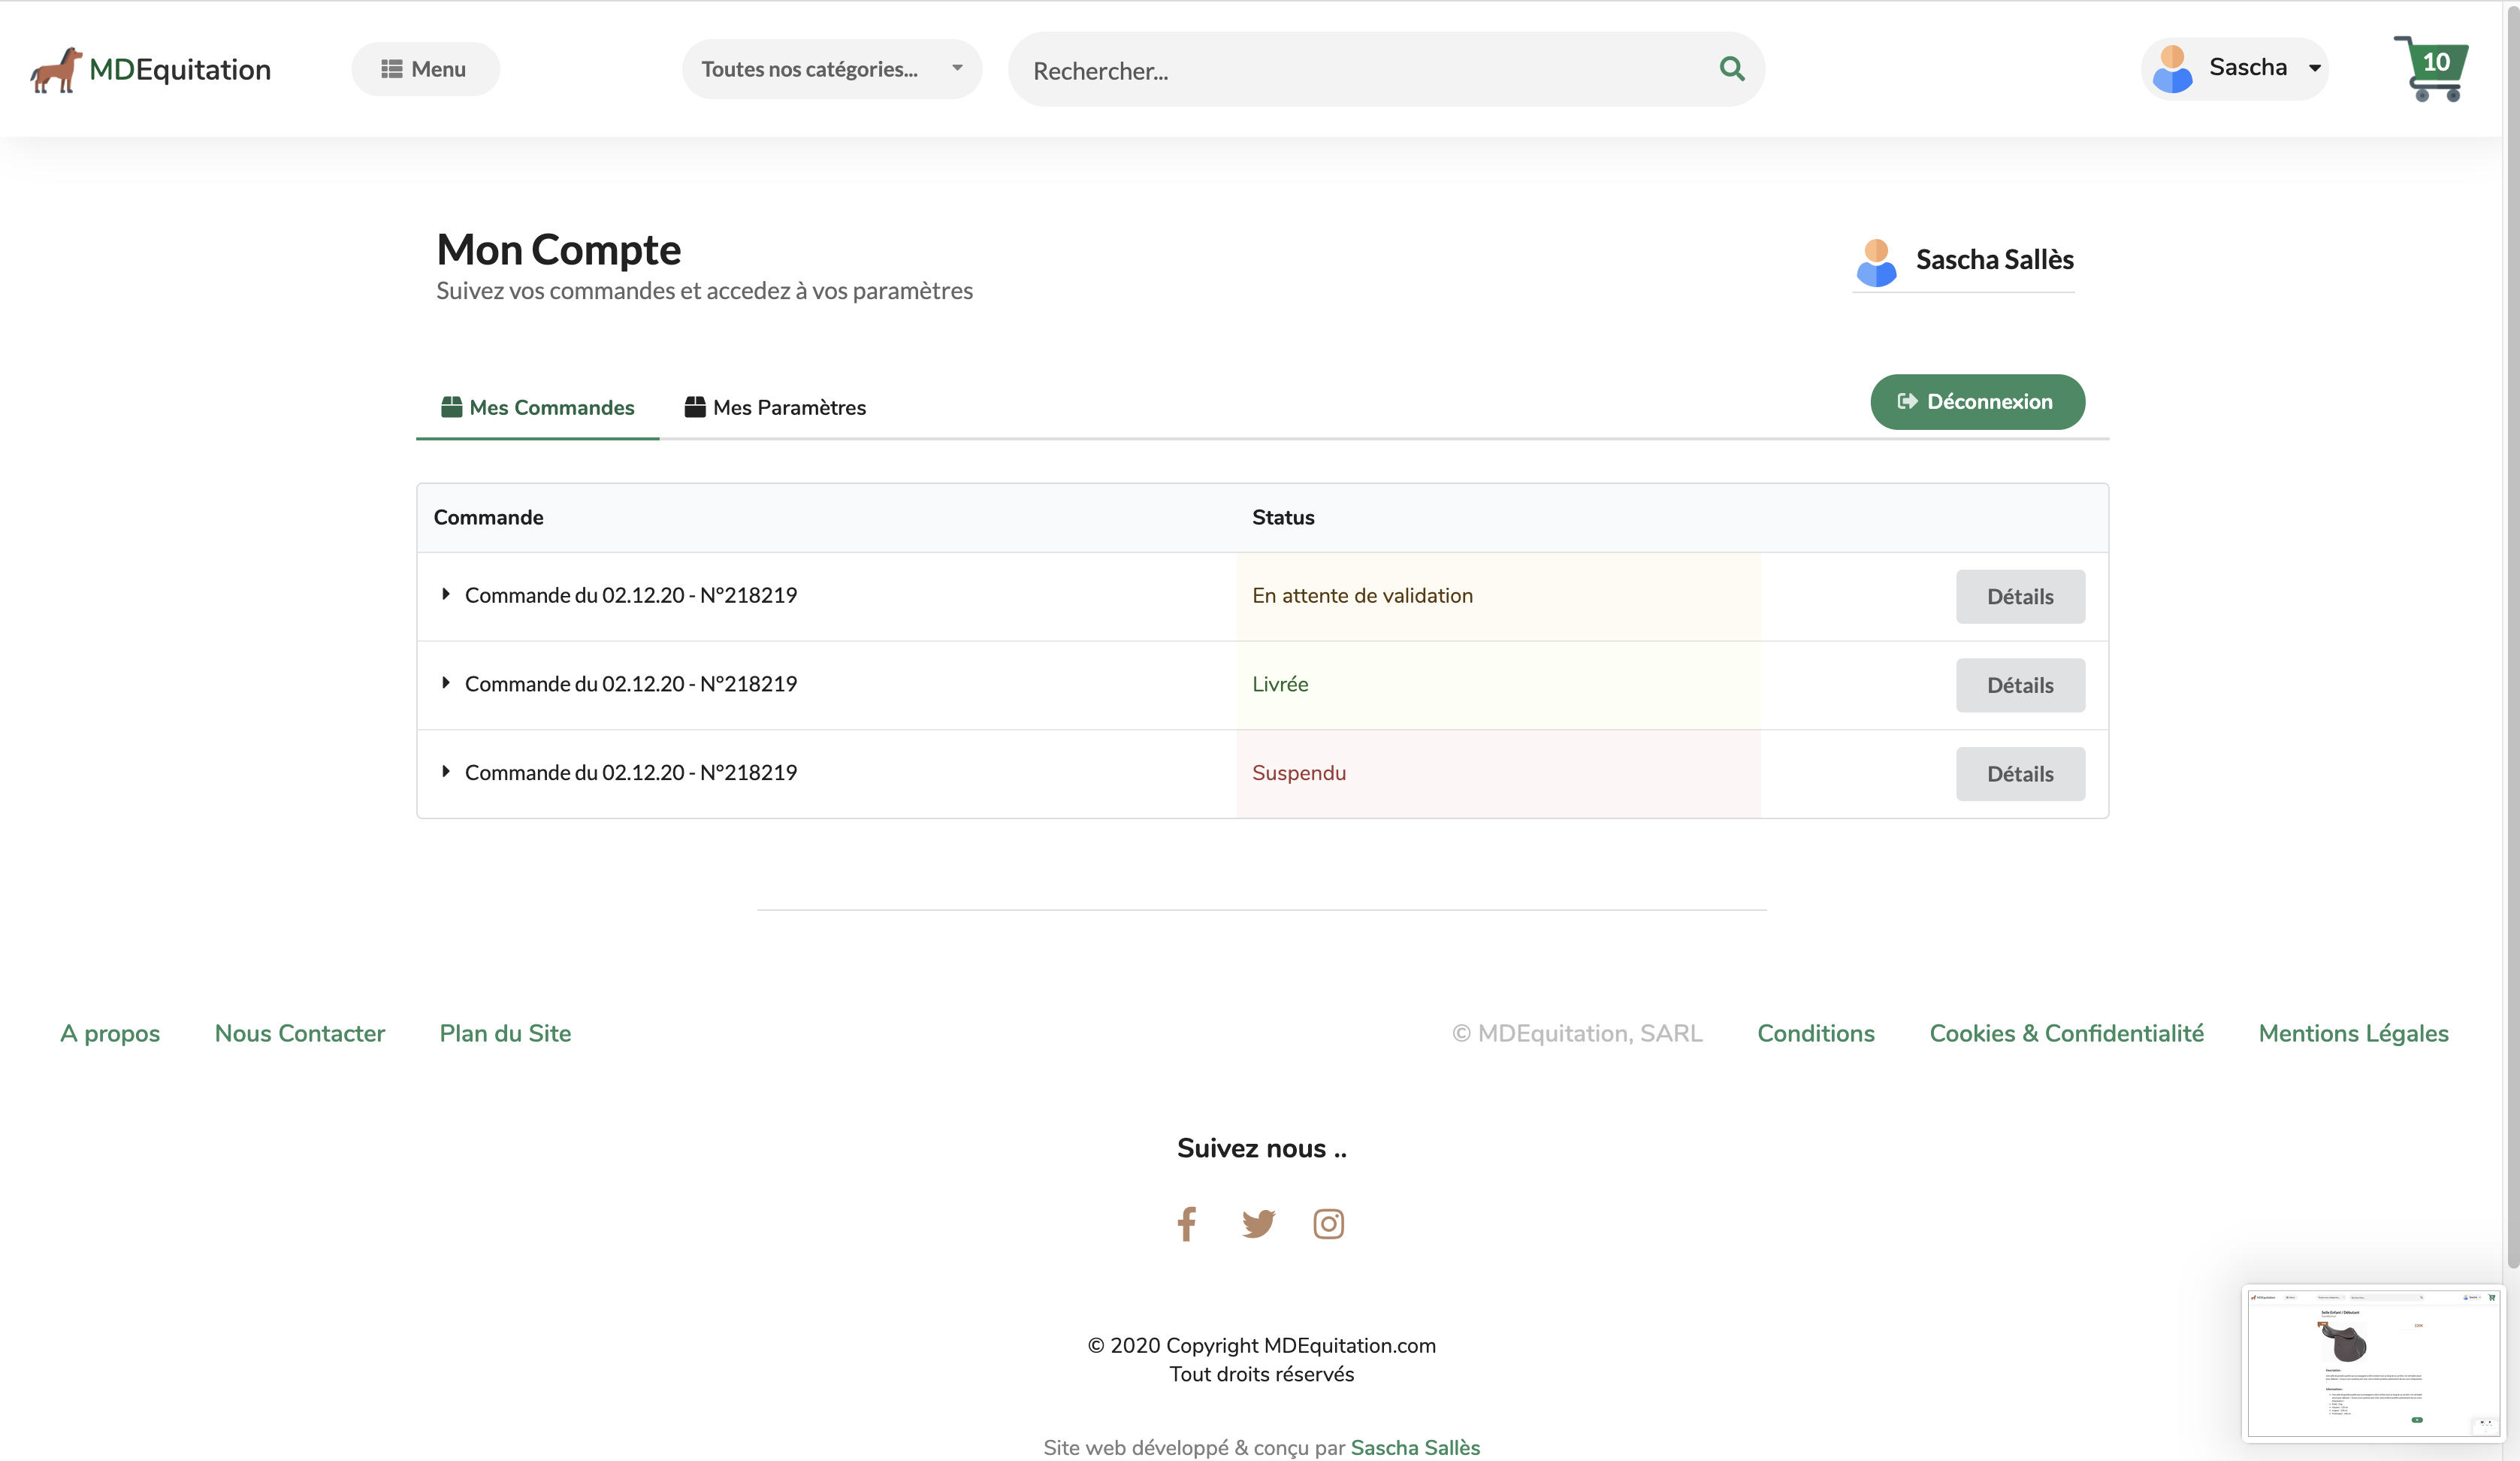 MDEquitation
Menu
Toutes nos catégories...
Rechercher...
Sascha
10
Mon Compte
Suivez vos commandes et accedez à vos paramètres
Sascha Sallès
Mes Commandes
Mes Paramètres
Déconnexion
Commande
Status
Commande du 02.12.20 - N°218219
En attente de validation
Détails
Commande du 02.12.20 - N°218219
Livrée
Détails
Commande du 02.12.20 - N°218219
Suspendu
Détails
A propos
Nous Contacter
Plan du Site
© MDEquitation, SARL
Conditions
Cookies & Confidentialité
Mentions Légales
Suivez nous ..
© 2020 Copyright MDEquitation.com
Tout droits réservés
Site web développé & conçu par Sascha Sallès